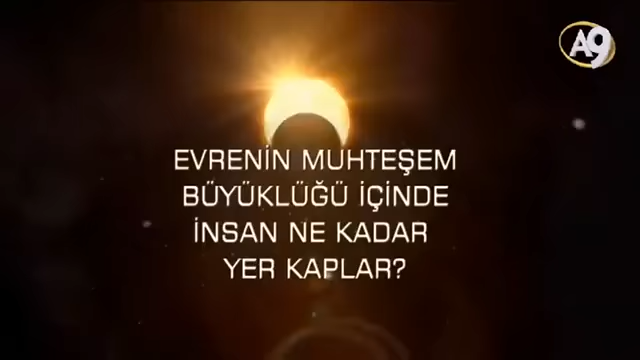 A9
EVRENİN MUHTEŞEM
BÜYÜKLÜĞÜ İÇİNDE
İNSAN NE KADAR
YER KAPLAR?